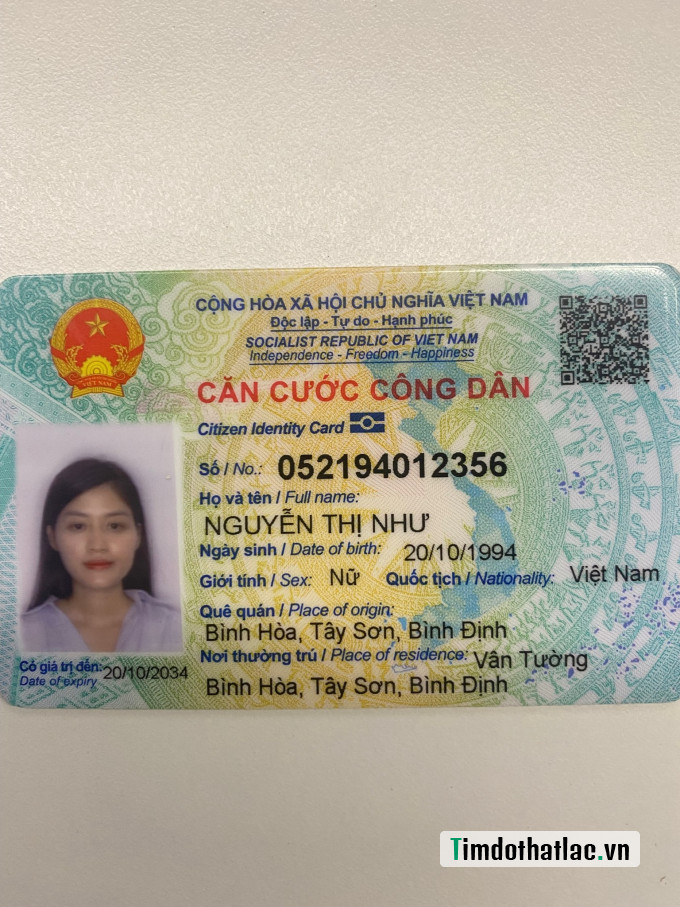 CỘNG HÒA XÃ HỘI CHỦ NGHĨA VIỆT NAM
Độc lập - Tự do - Hạnh phúc
SOCIALIST REPUBLIC OF VIET NAM
Independence - Freedom - Happiness
CĂN CƯỚC CÔNG DÂN
Citizen Identity Card
Số / No.: 052194012356
Họ và tên / Full name:
NGUYỄN THỊ NHƯ
Ngày sinh / Date of birth: 20/10/1994
Giới tính / Sex: Nữ Quốc tịch / Nationality: Việt Nam
Quê quán / Place of origin:
Bình Hòa, Tây Sơn, Bình Định
Nơi thường trú / Place of residence: Vân Tường
Bình Hòa, Tây Sơn, Bình Định
Có giá trị đến: 20/10/2034
Date of expiry
VIỆT NAM
Timdothatlac.vn